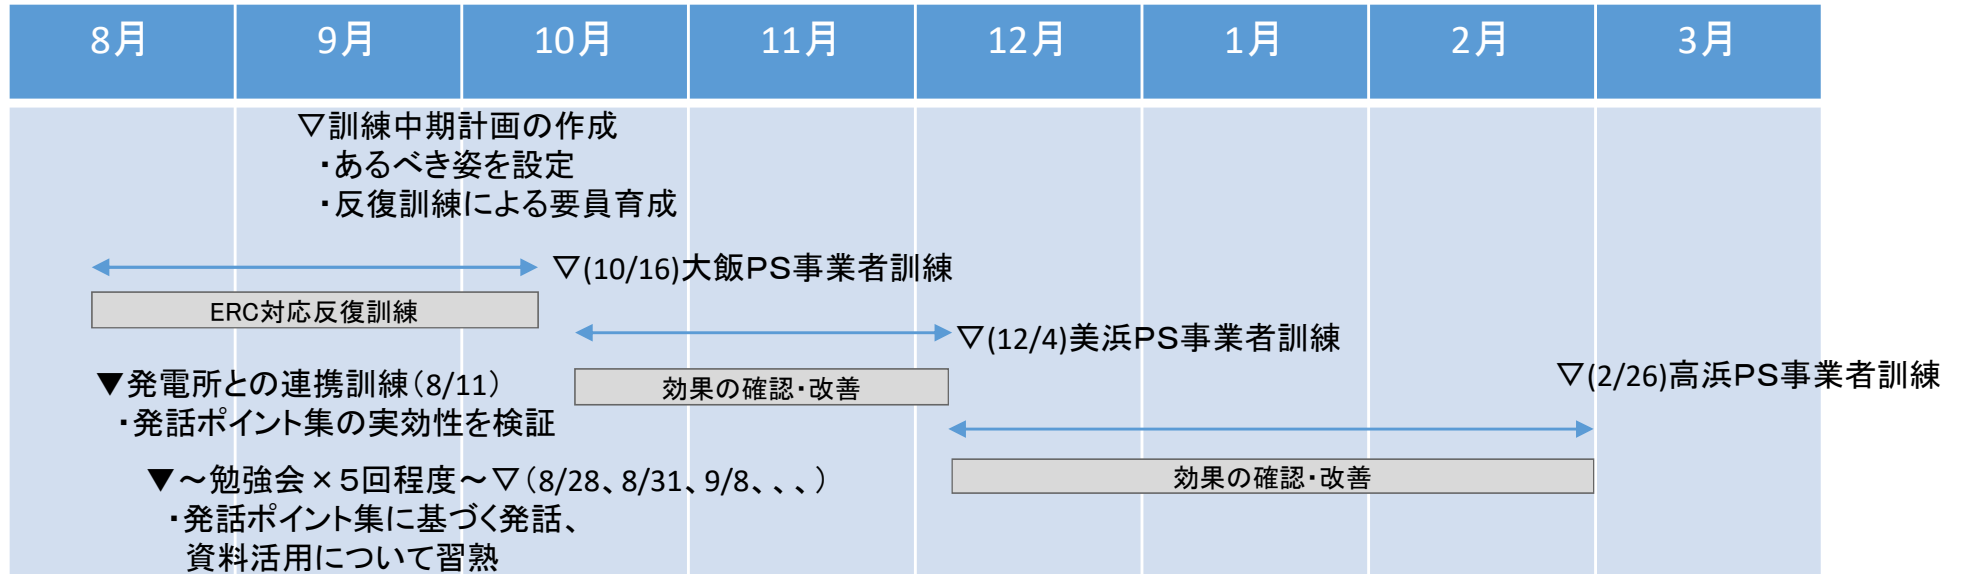 8月 9月 10月 11月 12月 1月 2月 3月
▽訓練中期計画の作成
・あるべき姿を設定
・反復訓練による要員育成
▽(10/16)大飯PS事業者訓練
ERC対応反復訓練
▽(12/4)美浜PS事業者訓練
▼発電所との連携訓練(8/11)
・発話ポイント集の実効性を検証
効果の確認・改善
▽(2/26)高浜PS事業者訓練
▼～勉強会×5回程度～▽(8/28、8/31、9/8、、、)
・発話ポイント集に基づく発話、
資料活用について習熟
効果の確認・改善